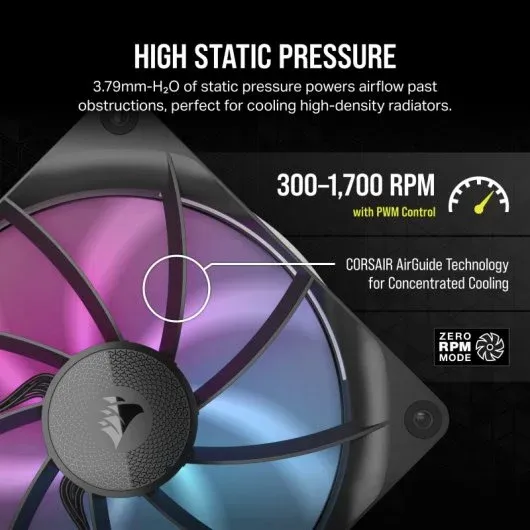 HIGH STATIC PRESSURE
3.79mm-H₂O of static pressure powers airflow past
obstructions, perfect for cooling high-density radiators.
300–1,700 RPM
with PWM Control
CORSAIR AirGuide Technology
for Concentrated Cooling
ZERO
RPM
MODE